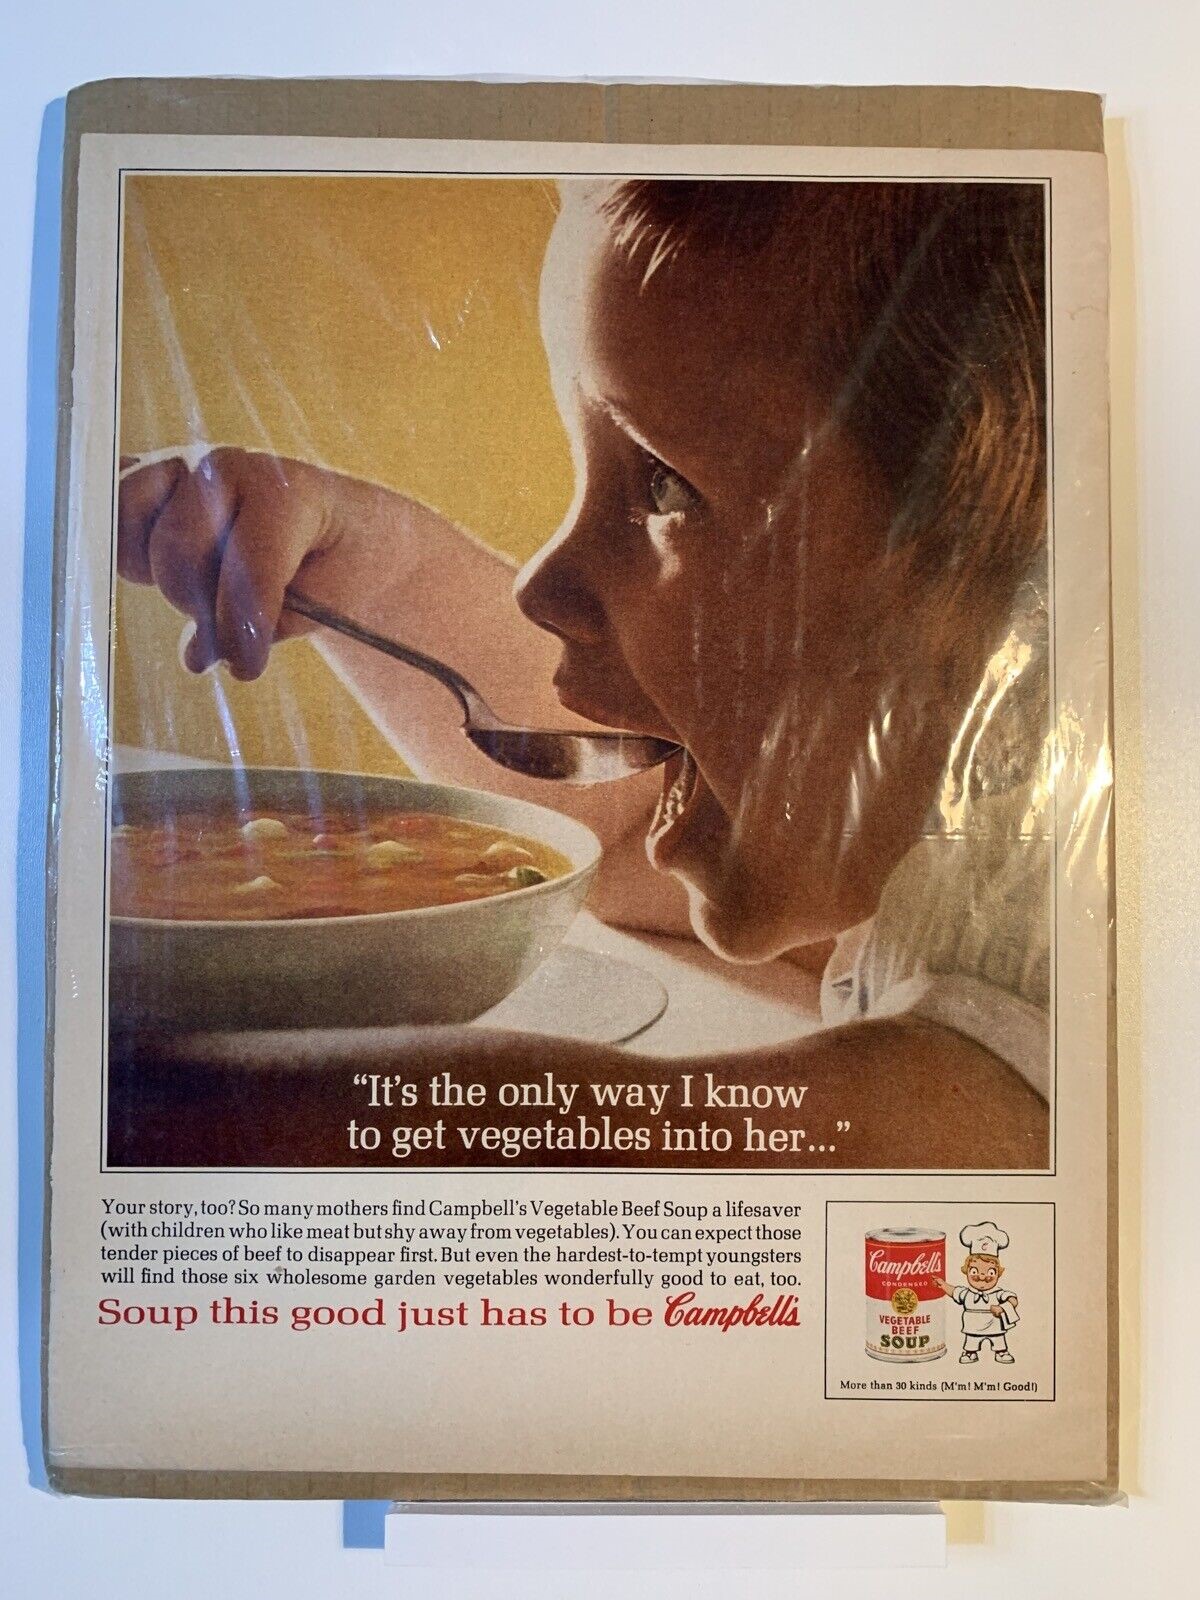 “It’s the only way I know
to get vegetables into her...”
Your story, too? So many mothers find Campbell’s Vegetable Beef Soup a lifesaver
(with children who like meat but shy away from vegetables). You can expect those
tender pieces of beef to disappear first. But even the hardest-to-tempt youngsters
will find those six wholesome garden vegetables wonderfully good to eat, too.
Soup this good just has to be Campbell’s
Campbell’s
CONDENSED
VEGETABLE
BEEF
SOUP
C
More than 30 kinds (M’m! M’m! Good!)